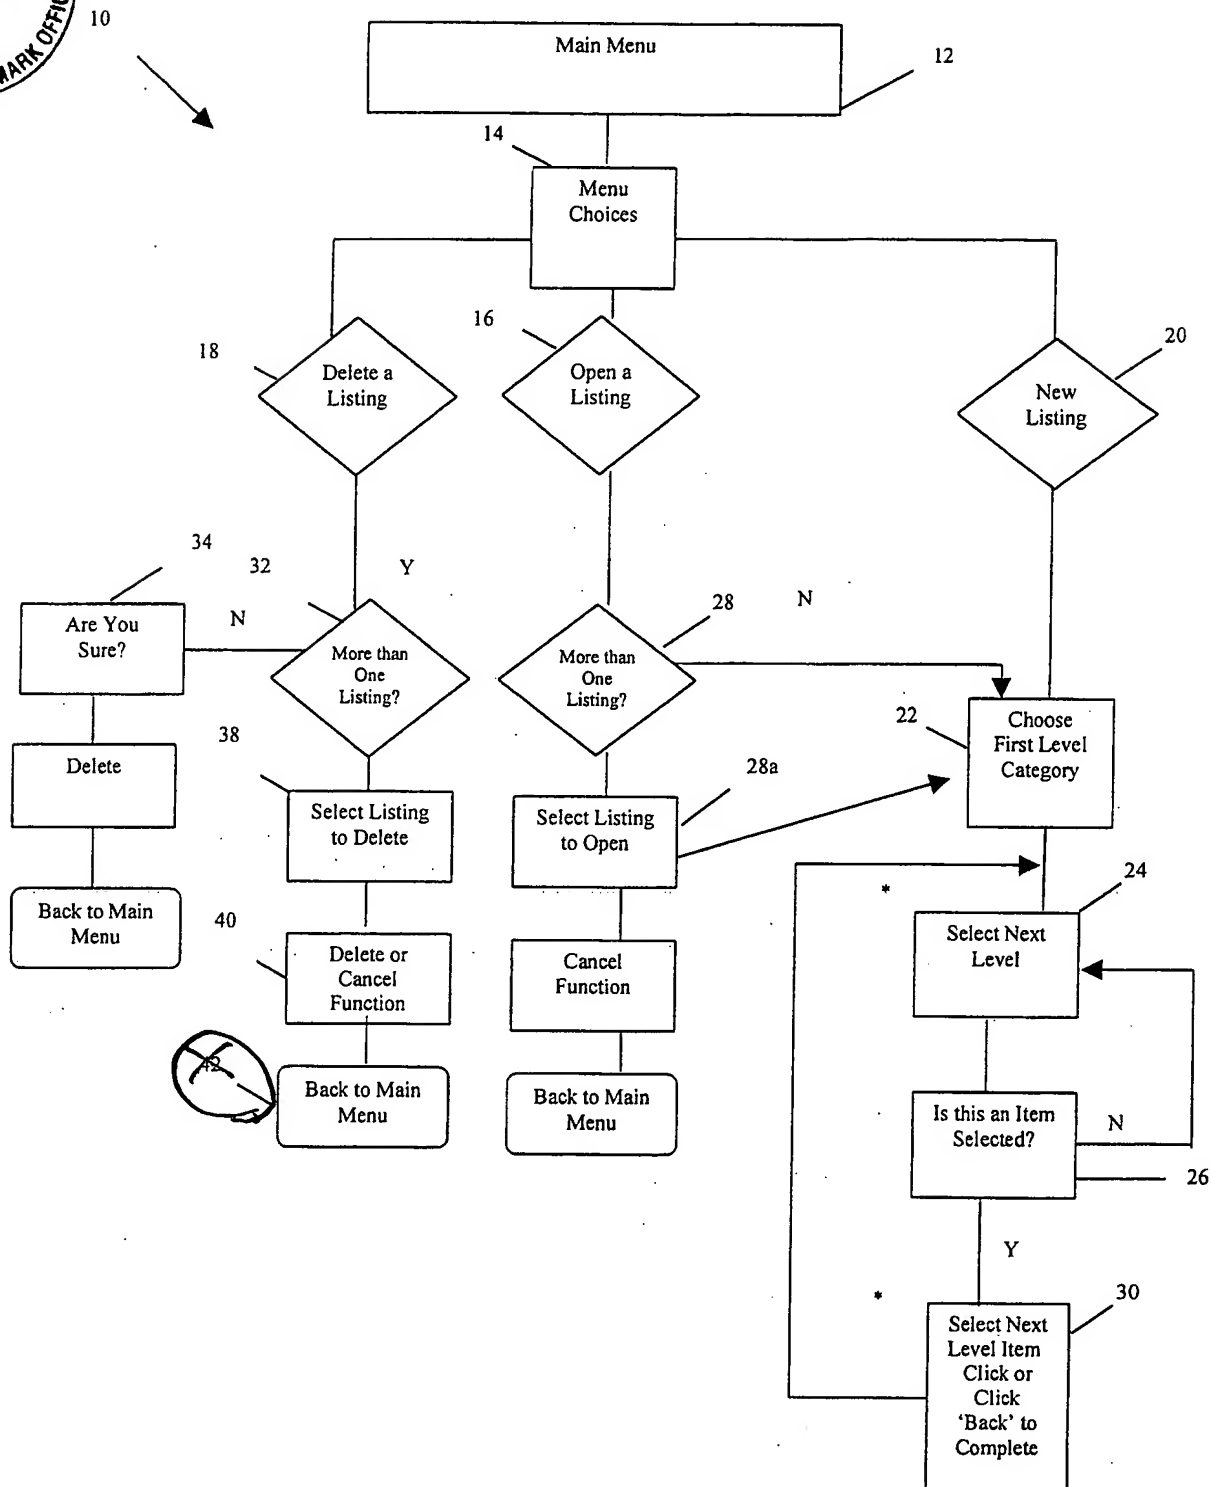 MARK OFFI
10
Main Menu
12
14
Menu
Choices
16
18
20
Delete a
Listing
Open a
Listing
New
Listing
34
32
Y
N
28
N
Are You
Sure?
More than
One
Listing?
More than
One
Listing?
22
Choose
First Level
Category
38
28a
Delete
Select Listing
to Delete
Select Listing
to Open
*
24
40
Back to Main
Menu
Delete or
Cancel
Function
Cancel
Function
Select Next
Level
42
Back to Main
Menu
Back to Main
Menu
Is this an Item
Selected?
N
26
Y
*
30
Select Next
Level Item
Click or
Click
'Back' to
Complete